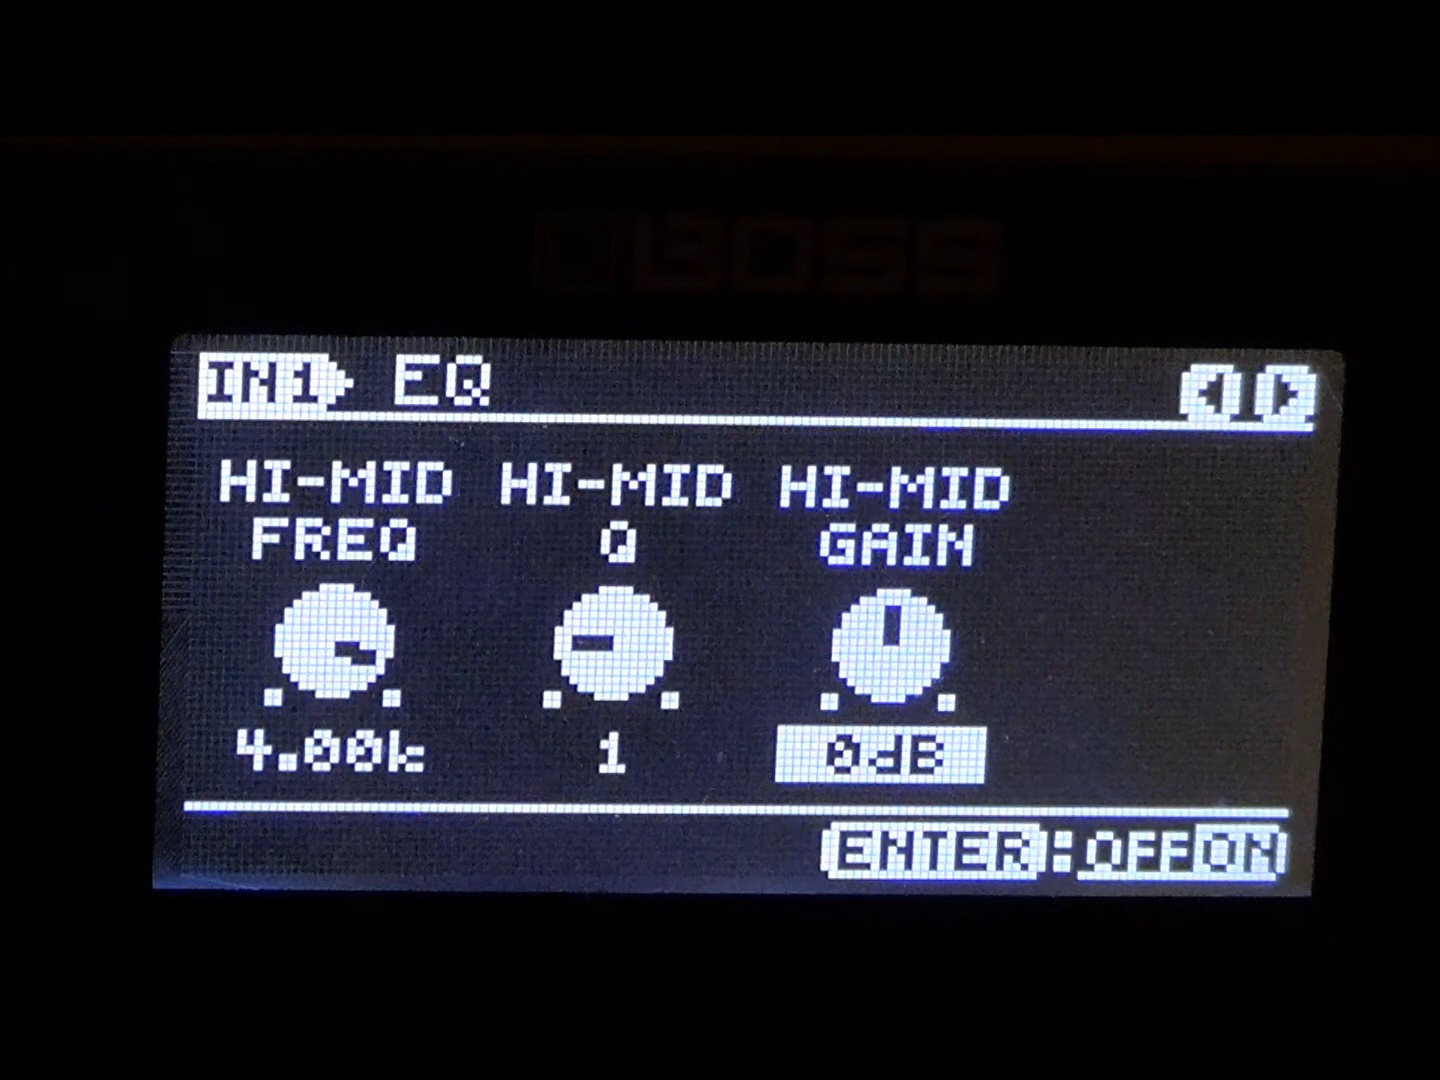 BOSS
IN1 EQ
HI-MID HI-MID HI-MID
FREQ Q GAIN
4.00k 1 0dB
ENTER:OFF ON